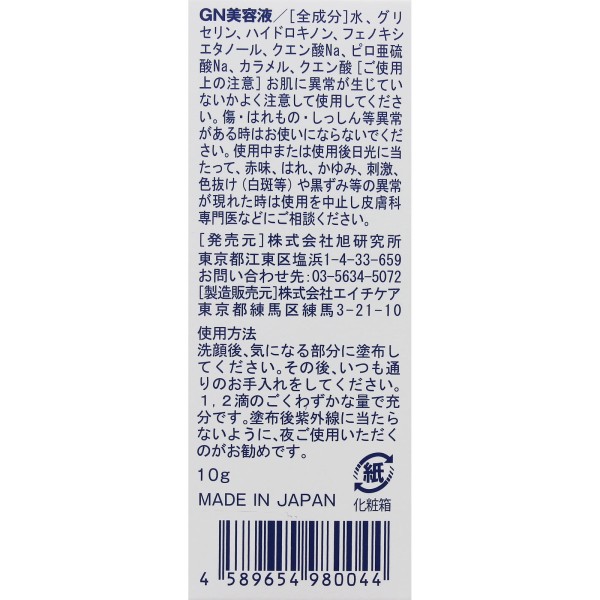 GN美容液／[全成分]水、グリ
セリン、ハイドロキノン、フェノキシ
エタノール、クエン酸Na、ピロ亜硫
酸Na、カラメル、クエン酸［ご使用
上の注意］お肌に異常が生じてい
ないかよく注意して使用してくださ
い。傷・はれもの・しっしん等異常
がある時はお使いにならないでくだ
さい。使用中または使用後日光に当
たって、赤味、はれ、かゆみ、刺激、
色抜け（白斑等）や黒ずみ等の異常
が現れた時は使用を中止し皮膚科
専門医などにご相談ください。
[発売元]株式会社旭研究所
東京都江東区塩浜1-4-33-659
お問い合わせ先:03-5634-5072
[製造販売元]株式会社エイチケア
東京都練馬区練馬3-21-10
使用方法
洗顔後、気になる部分に塗布し
てください。その後、いつも通
りのお手入れをしてください。
1，2滴のごくわずかな量で充
分です。塗布後紫外線に当たら
ないように、夜ご使用いただく
のがお勧めです。
10g
MADE IN JAPAN
紙
化粧箱
4 589654 980044